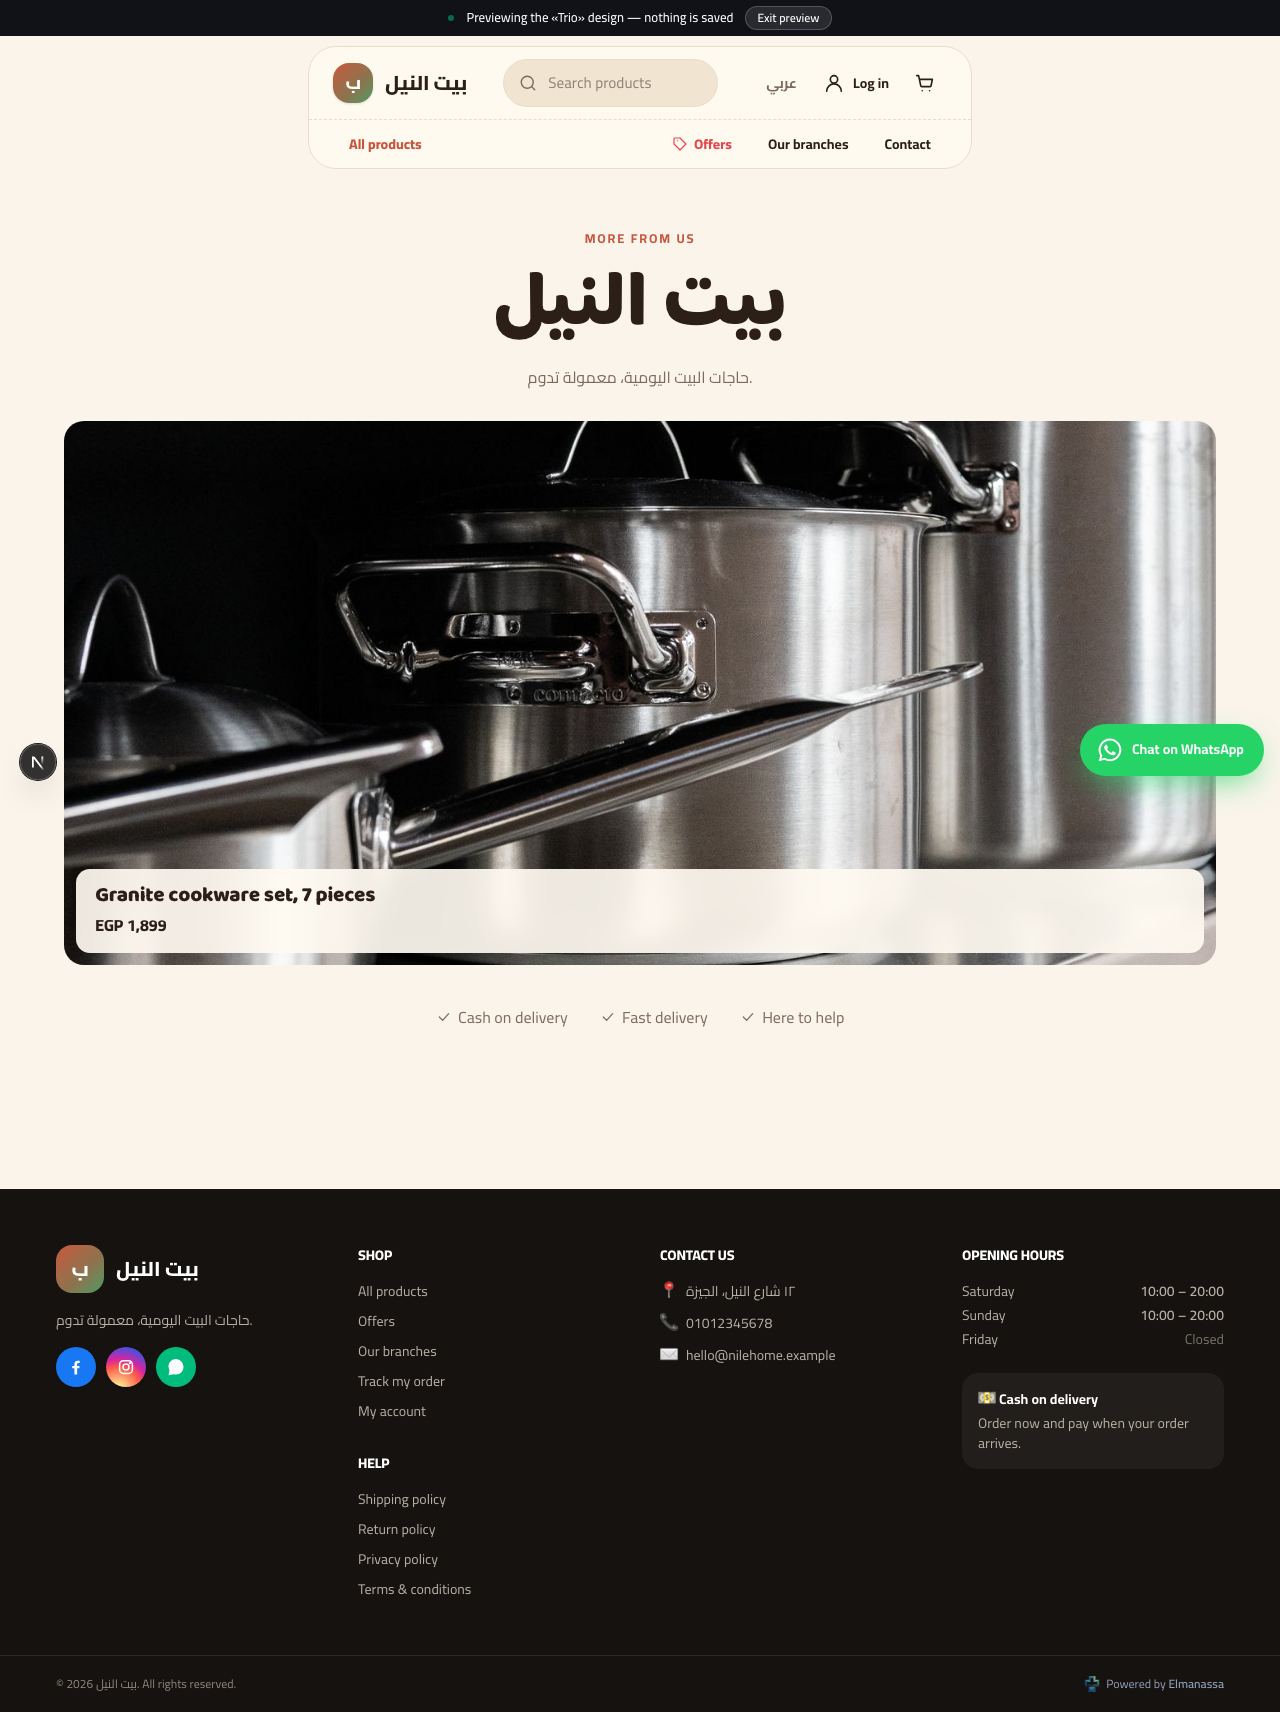 Previewing the «Trio» design — nothing is saved
Exit preview
ب
بيت النيل
Search products
عربي
Log in
All products
Offers
Our branches
Contact
MORE FROM US
بيت النيل
حاجات البيت اليومية، معمولة تدوم.
contacto
Chat on WhatsApp
N
Granite cookware set, 7 pieces
EGP 1,899
Cash on delivery
Fast delivery
Here to help
ب
بيت النيل
حاجات البيت اليومية، معمولة تدوم.
SHOP
All products
Offers
Our branches
Track my order
My account
HELP
Shipping policy
Return policy
Privacy policy
Terms & conditions
CONTACT US
١٢ شارع النيل، الجيزة
01012345678
hello@nilehome.example
OPENING HOURS
Saturday 10:00 – 20:00
Sunday 10:00 – 20:00
Friday Closed
Cash on delivery
Order now and pay when your order
arrives.
© 2026 بيت النيل. All rights reserved.
Powered by Elmanassa